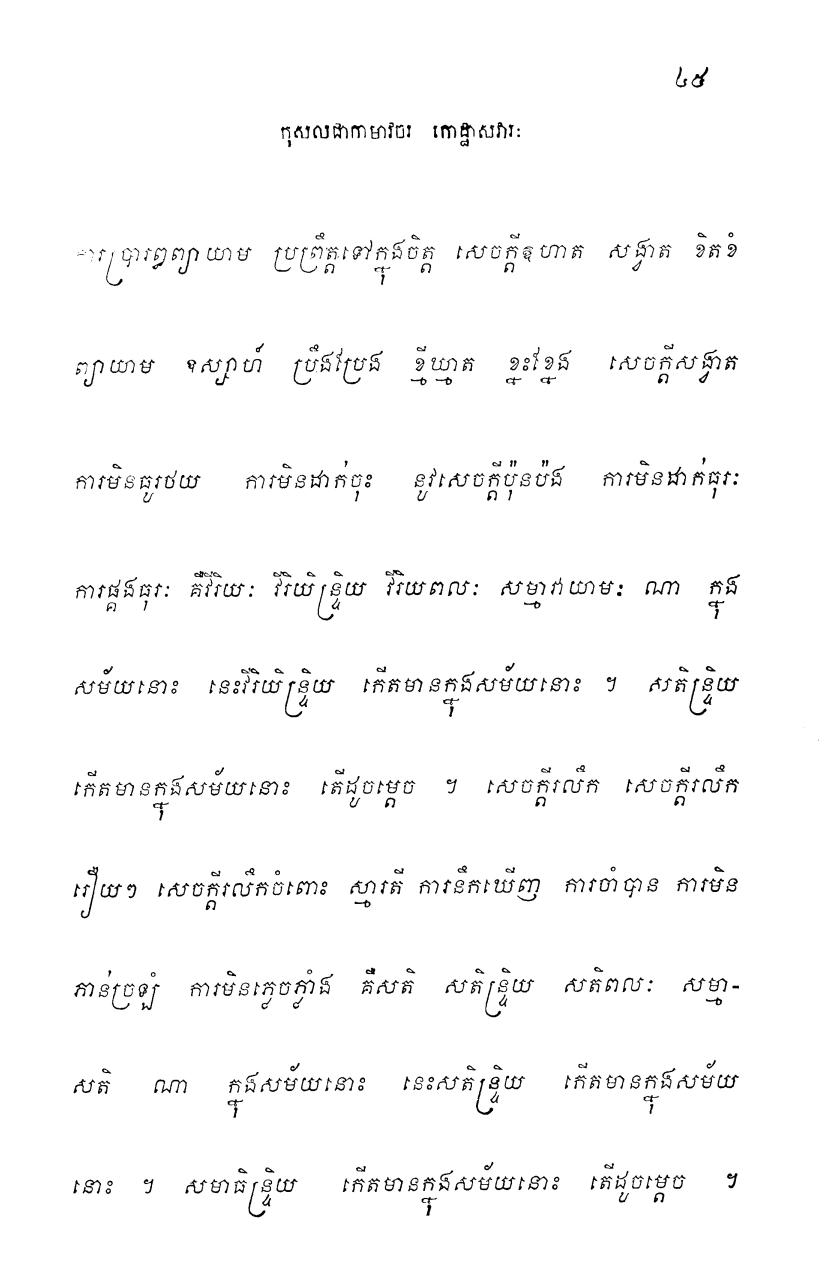 ៤៥
កុសលជាកាមាវចរ កោដ្ឋាសវារៈ
ការប្រារព្ធព្យាយាម ប្រព្រឹត្តទៅក្នុងចិត្ត សេចក្តីឧហាត សង្វាត ខិតខំ
ព្យាយាម ឧស្សាហ៍ ប្រឹងប្រែង ខ្មីឃ្មាត ខ្នះខ្នែង សេចក្តីសង្វាត
ការមិនធូរថយ ការមិនដាក់ចុះ នូវសេចក្តីប៉ុនប៉ង ការមិនដាក់ធុរៈ
ការផ្គងធុរៈ គឺវីរិយៈ វីរិយិន្ទ្រិយ វីរិយពលៈ សម្មាវាយាមៈ ណា ក្នុង
សម័យនោះ នេះវីរិយិន្ទ្រិយ កើតមានក្នុងសម័យនោះ ។ សតិន្ទ្រិយ
កើតមានក្នុងសម័យនោះ តើដូចម្តេច ។ សេចក្តីរលឹក សេចក្តីរលឹក
រឿយៗ សេចក្តីរលឹកចំពោះ ស្មារតី ការនឹកឃើញ ការចាំបាន ការមិន
ភាន់ច្រឡំ ការមិនភ្លេចភ្លាំង គឺសតិ សតិន្ទ្រិយ សតិពលៈ សម្មា-
សតិ ណា ក្នុងសម័យនោះ នេះសតិន្ទ្រិយ កើតមានក្នុងសម័យ
នោះ ។ សមាធិន្ទ្រិយ កើតមានក្នុងសម័យនោះ តើដូចម្តេច ។